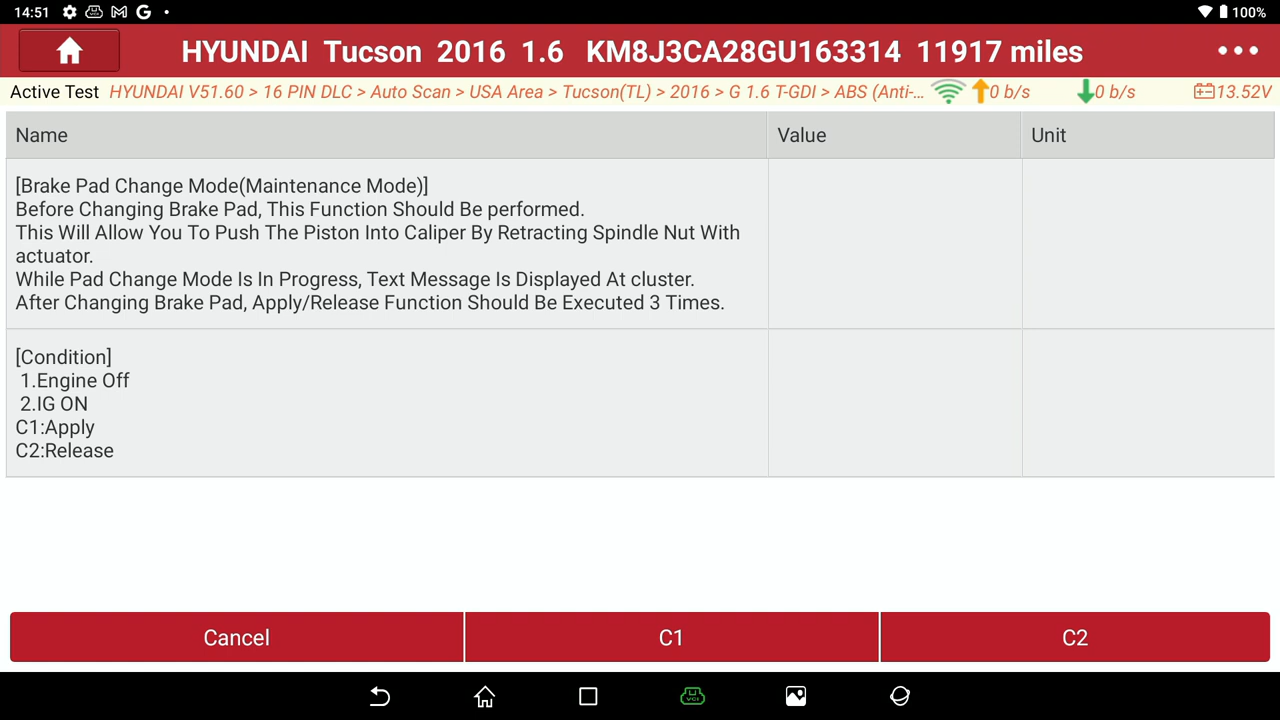 14:51
100%
HYUNDAI Tucson 2016 1.6 KM8J3CA28GU163314 11917 miles
Active Test HYUNDAI V51.60 > 16 PIN DLC > Auto Scan > USA Area > Tucson(TL) > 2016 > G 1.6 T-GDI > ABS (Anti-... 0 b/s 0 b/s 13.52V
Name Value Unit
[Brake Pad Change Mode(Maintenance Mode)]
Before Changing Brake Pad, This Function Should Be performed.
This Will Allow You To Push The Piston Into Caliper By Retracting Spindle Nut With
actuator.
While Pad Change Mode Is In Progress, Text Message Is Displayed At cluster.
After Changing Brake Pad, Apply/Release Function Should Be Executed 3 Times.
[Condition]
1.Engine Off
2.IG ON
C1:Apply
C2:Release
Cancel C1 C2
VCI